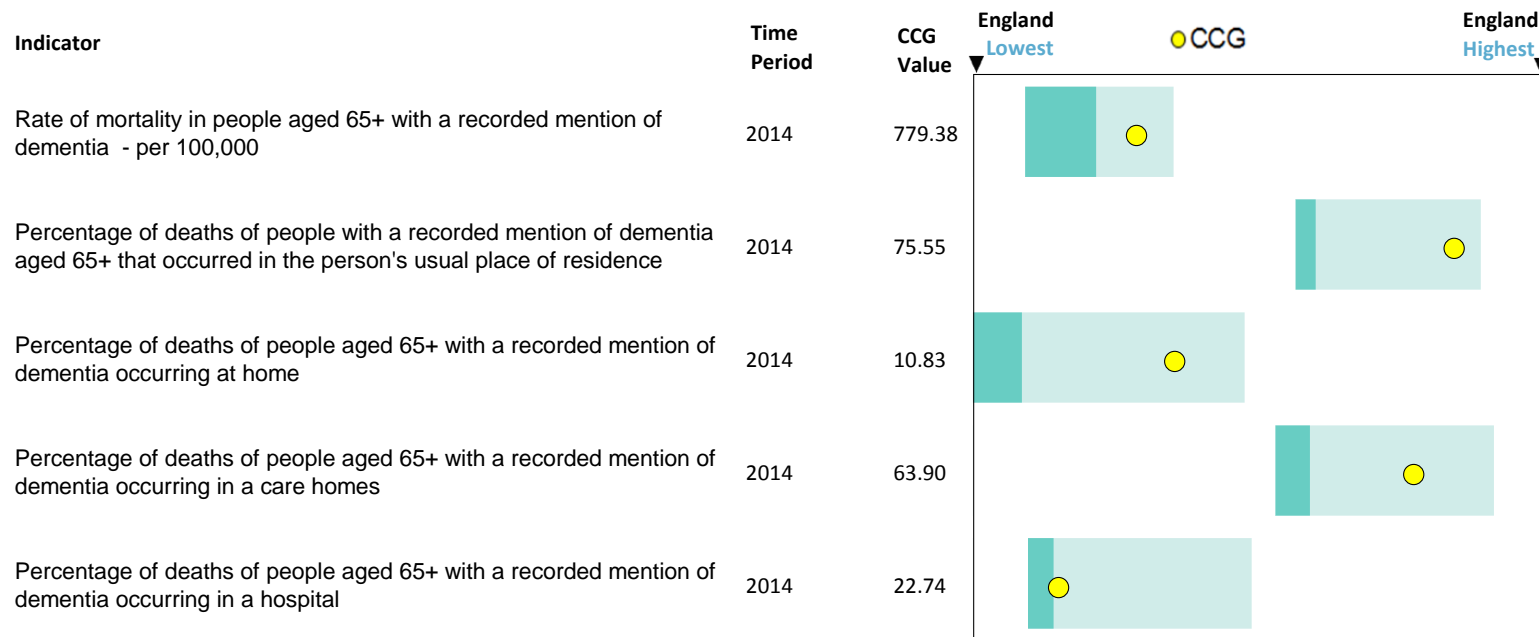 Indicator
Time
Period
CCG
Value
England
Lowest
CCG
England
Highest
Rate of mortality in people aged 65+ with a recorded mention of
dementia  - per 100,000
2014
779.38
Percentage of deaths of people with a recorded mention of dementia
aged 65+ that occurred in the person's usual place of residence
2014
75.55
Percentage of deaths of people aged 65+ with a recorded mention of
dementia occurring at home
2014
10.83
Percentage of deaths of people aged 65+ with a recorded mention of
dementia occurring in a care homes
2014
63.90
Percentage of deaths of people aged 65+ with a recorded mention of
dementia occurring in a hospital
2014
22.74